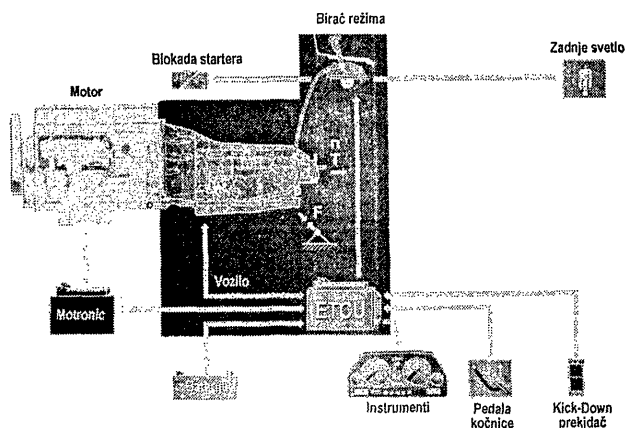 Birač režima
Blokada startera
Zadnje svetlo
Motor
F
Vozilo
Motronic
ETCU
Instrumenti
Pedala
kočnice
Kick-Down
prekidač